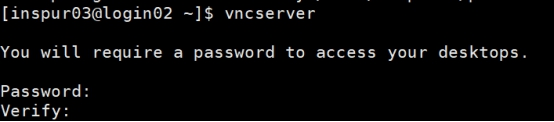 [inspur03@login02 ~]$ vncserver
You will require a password to access your desktops.
Password:
Verify: